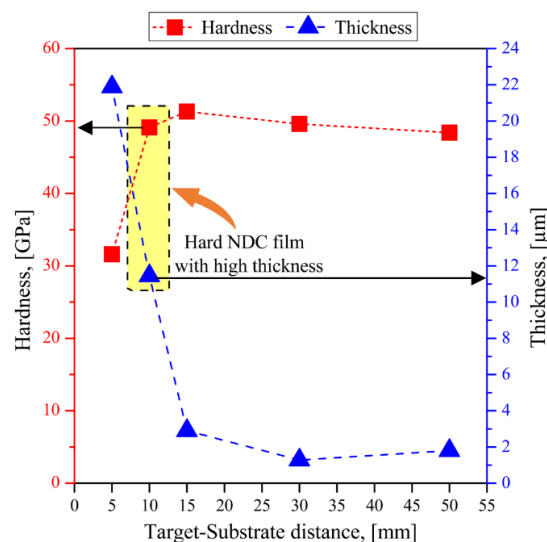 Hardness Thickness
60
50
40
30
20
10
0
Hardness, [GPa]
24
22
20
18
16
14
12
10
8
6
4
2
0
Thickness, [μm]
Hard NDC film
with high thickness
0 5 10 15 20 25 30 35 40 45 50 55
Target-Substrate distance, [mm]